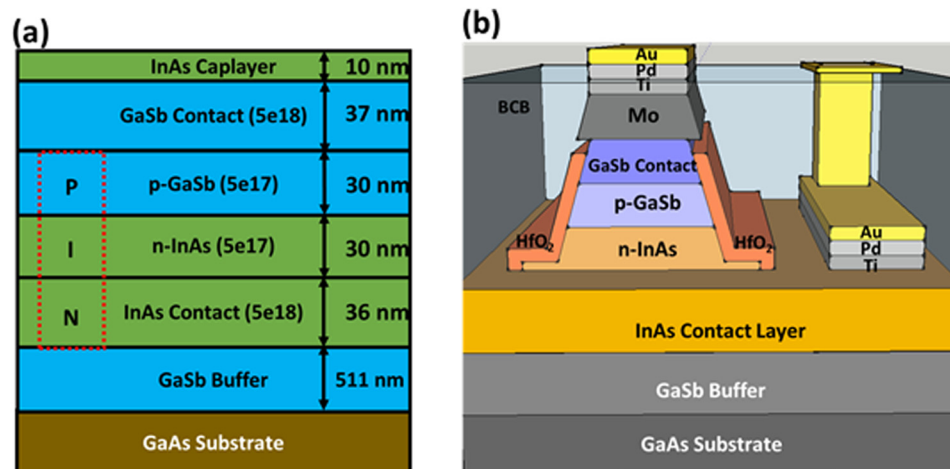 (a)
InAs Caplayer
10 nm
GaSb Contact (5e18)
37 nm
P
p-GaSb (5e17)
30 nm
I
n-InAs (5e17)
30 nm
N
InAs Contact (5e18)
36 nm
GaSb Buffer
511 nm
GaAs Substrate
(b)
Au
Pd
Ti
BCB
Mo
GaSb Contact
p-GaSb
HfO2
n-InAs
HfO2
Au
Pd
Ti
InAs Contact Layer
GaSb Buffer
GaAs Substrate